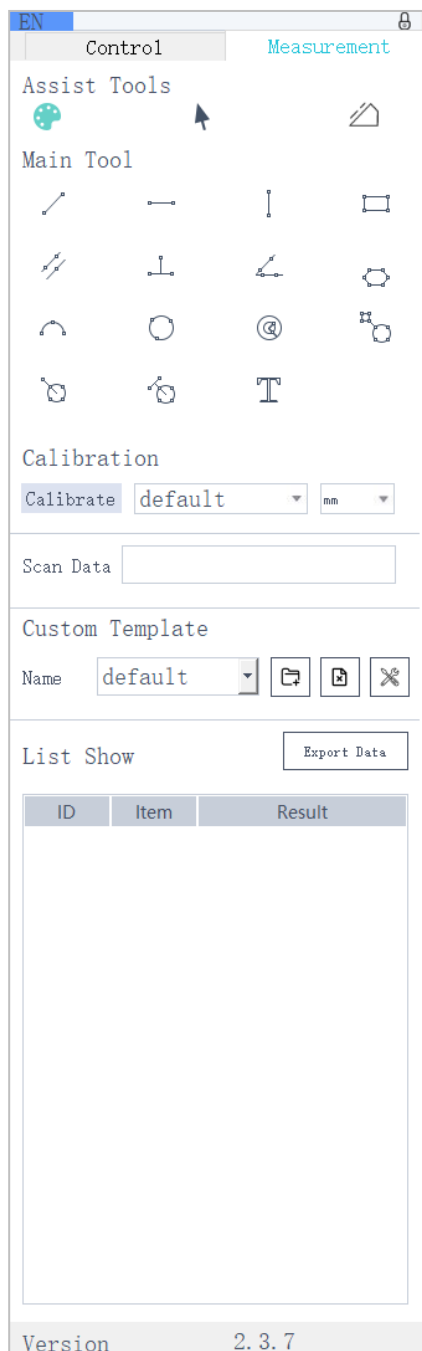 EN
Control Measurement
Assist Tools
Main Tool
T
Calibration
Calibrate default mm
Scan Data
Custom Template
Name default
List Show Export Data
ID Item Result
Version 2.3.7